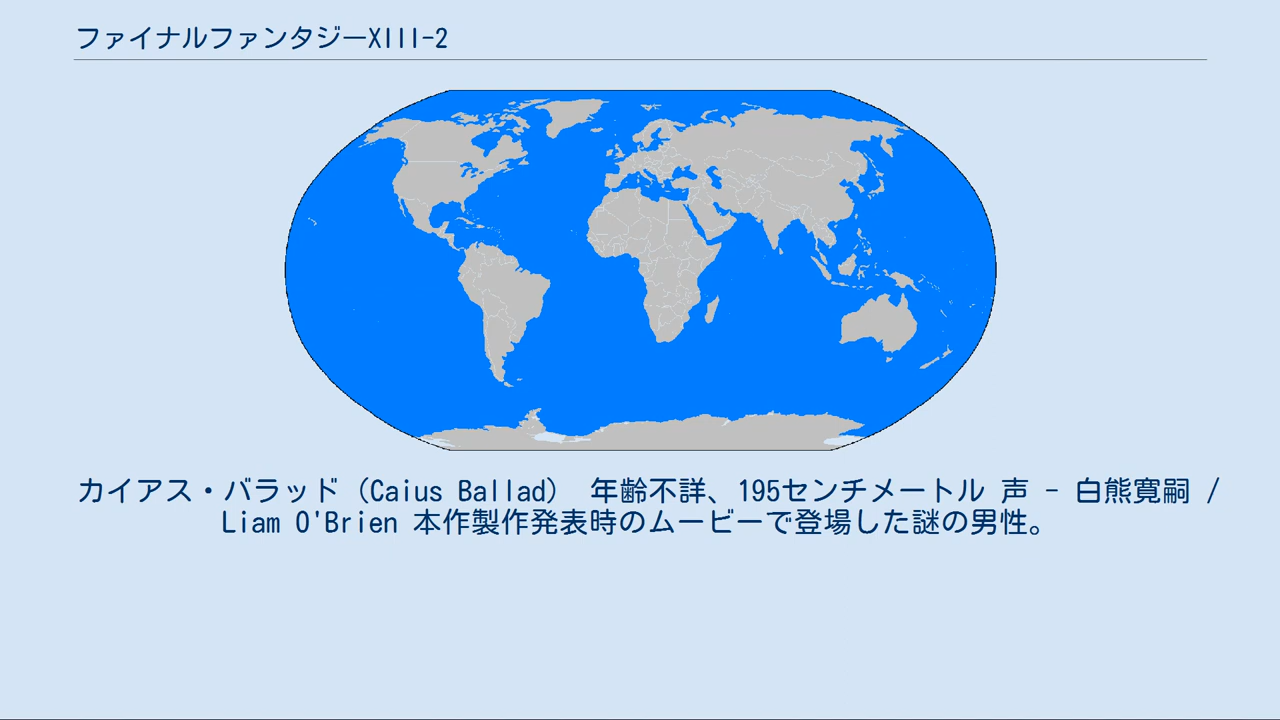 ファイナルファンタジーXIII-2
カイアス・バラッド（Caius Ballad） 年齢不詳、195センチメートル 声 - 白熊寛嗣 /
Liam O'Brien 本作製作発表時のムービーで登場した謎の男性。